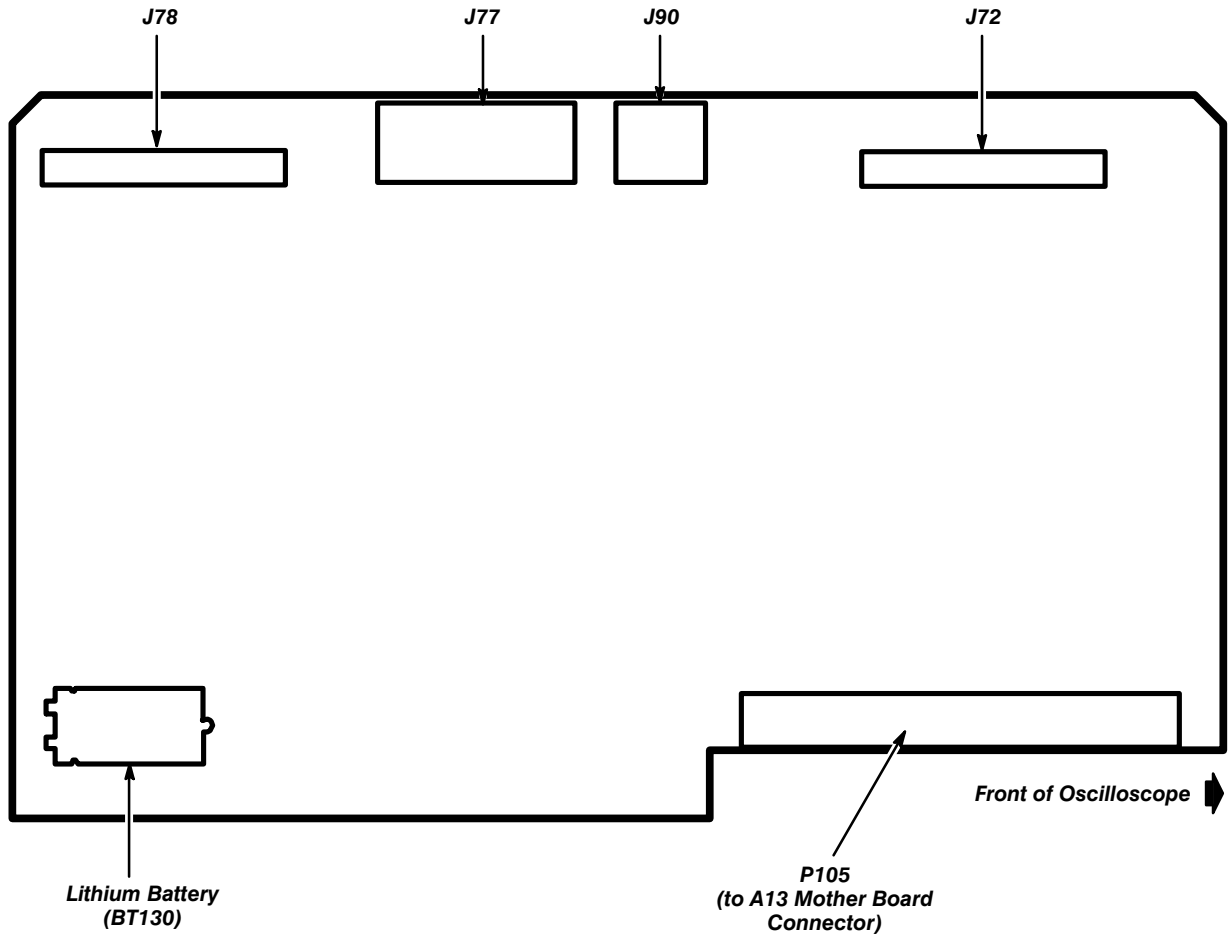 J78
J77
J90
J72
Front of Oscilloscope
Lithium Battery
(BT130)
P105
(to A13 Mother Board
Connector)